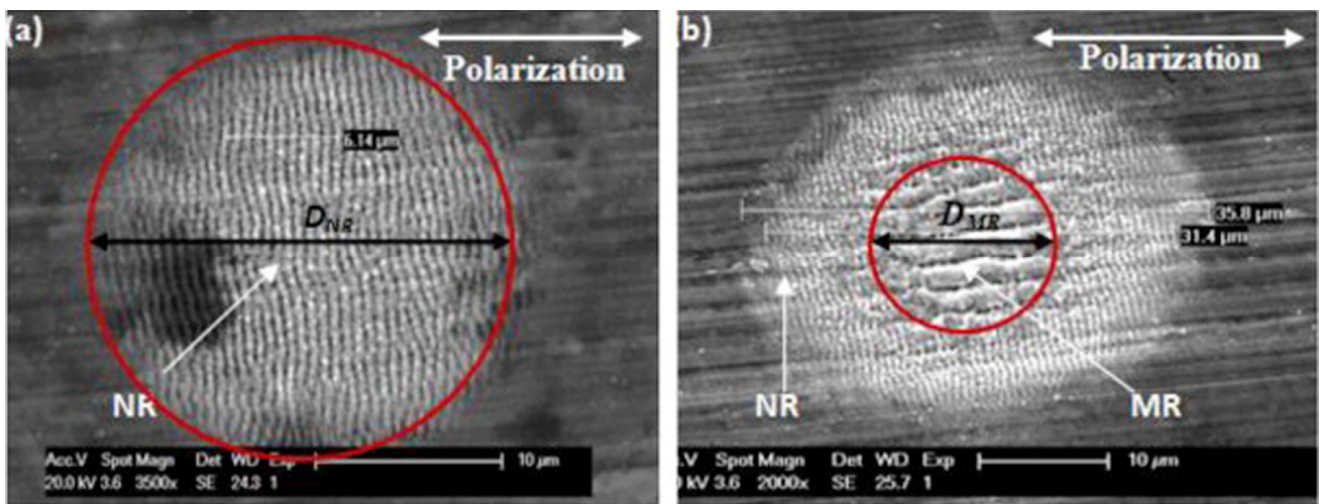 (a)
Polarization
6.14 µm
D_NR
NR
Acc.V Spot Magn Det WD Exp
20.0 kV 3.6 3500x SE 24.3 1
10 µm
(b)
Polarization
35.8 µm
31.4 µm
D_MR
NR
MR
.V Spot Magn Det WD Exp
0 kV 3.6 2000x SE 25.7 1
10 µm